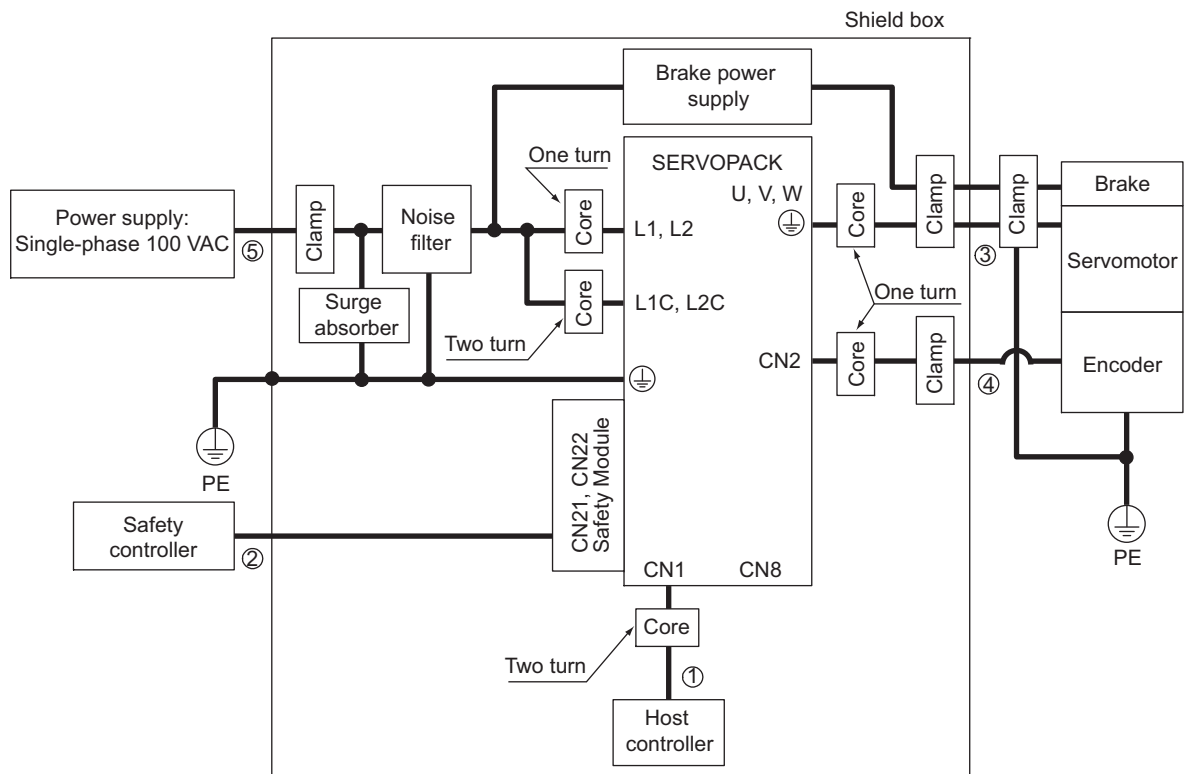 Shield box
Brake power
supply
One turn
SERVOPACK
U, V, W
Power supply:
Single-phase 100 VAC
⑤
Clamp
Noise
filter
Core
L1, L2
Core
Clamp
Clamp
Brake
③
Servomotor
Surge
absorber
Core
L1C, L2C
One turn
Two turn
CN2
Core
Clamp
④
Encoder
PE
CN21, CN22
Safety Module
Safety
controller
②
PE
CN1
CN8
Core
Two turn
①
Host
controller